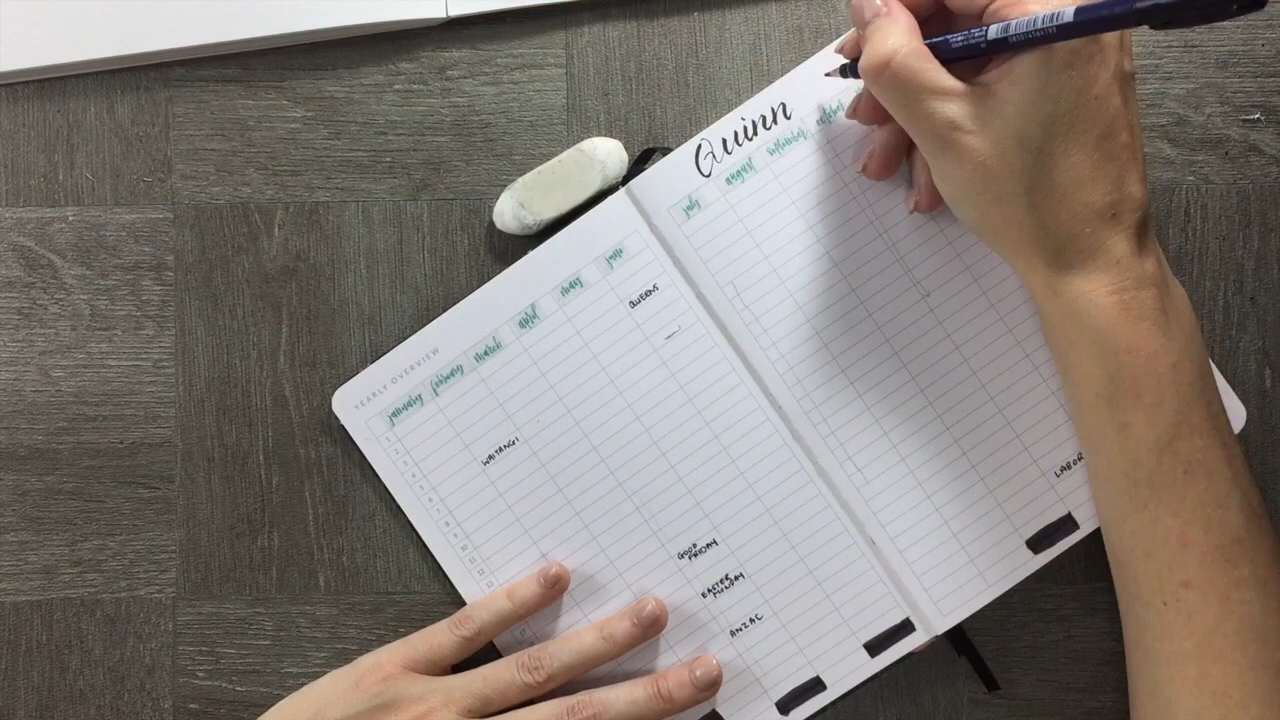 YEARLY OVERVIEW
january
february
march
april
may
june
WAITANGI
QUEENS
GOOD
FRIDAY
EASTER
MONDAY
ANZAC
1
2
3
4
5
6
7
8
9
10
11
12
13
Quinn
july
august
september
october
LABOR